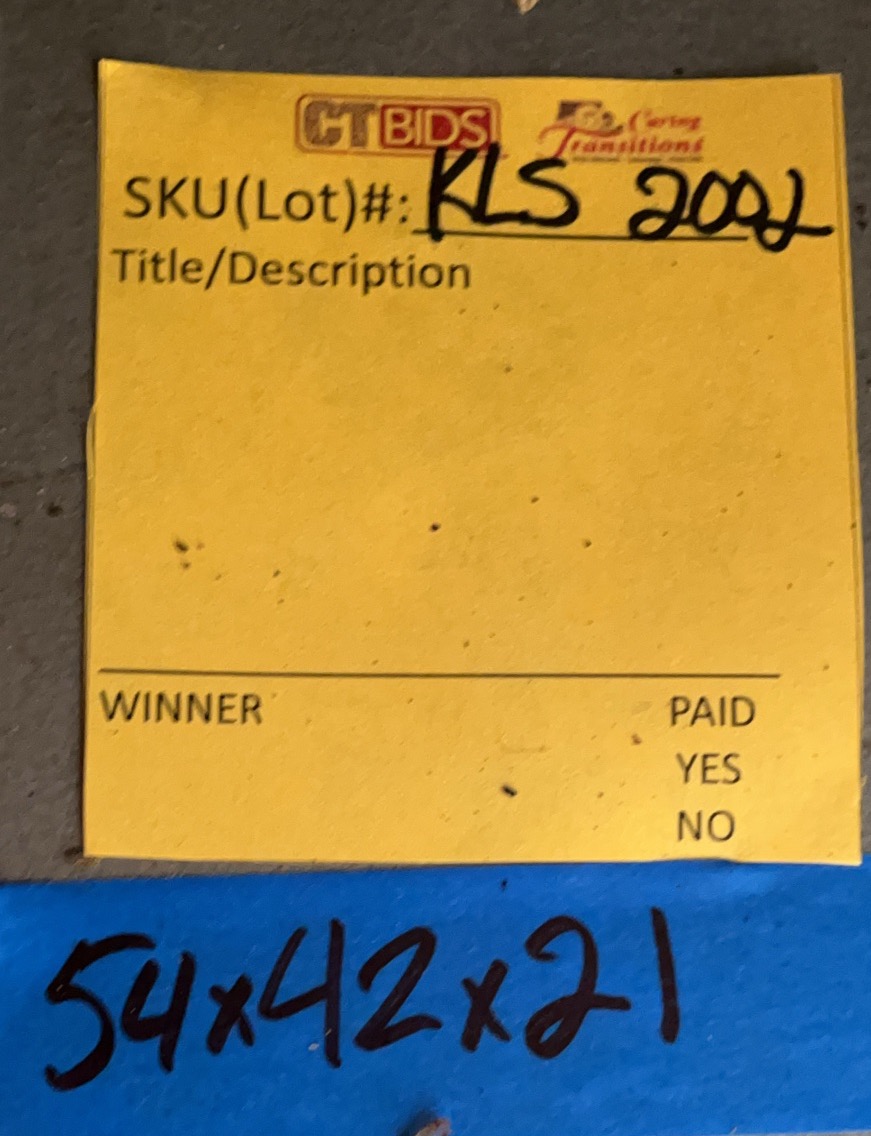 CTBIDS
Caring
Transitions
SKU(Lot)#: KLS 2002
Title/Description
WINNER
PAID
YES
NO
54x42x21